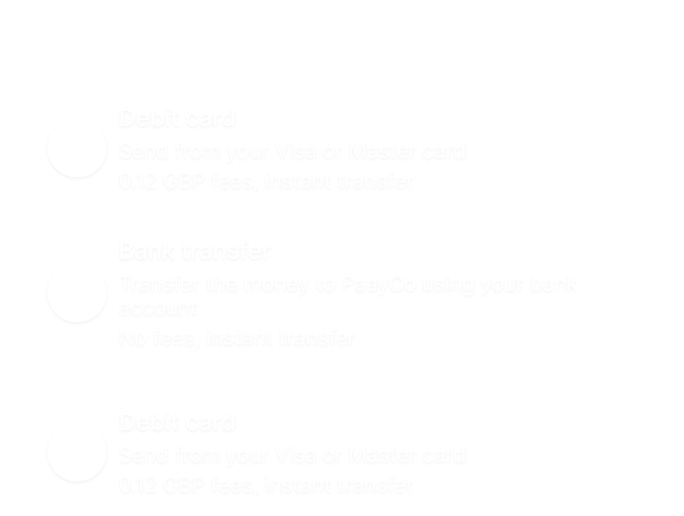 Debit card
Send from your Visa or Master card
0.12 GBP fees, Instant transfer
Bank transfer
Transfer the money to PaayCo using your bank
account
No fees, Instant transfer
Debit card
Send from your Visa or Master card
0.12 GBP fees, Instant transfer